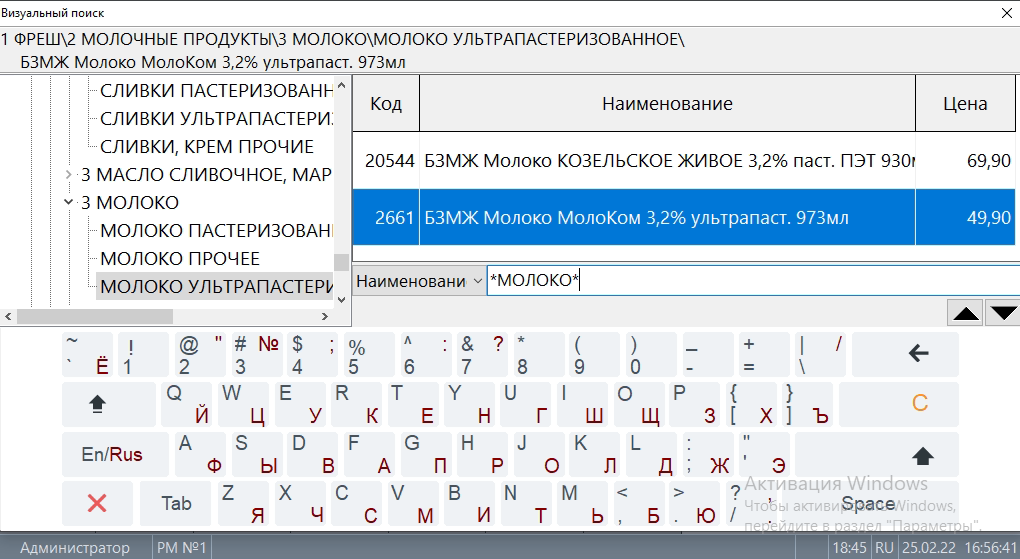 Визуальный поиск
1 ФРЕШ\2 МОЛОЧНЫЕ ПРОДУКТЫ\3 МОЛОКО\МОЛОКО УЛЬТРАПАСТЕРИЗОВАННОЕ\
БЗМЖ Молоко МолоКом 3,2% ультрапаст. 973мл
СЛИВКИ ПАСТЕРИЗОВАНН
СЛИВКИ УЛЬТРАПАСТЕРИ
СЛИВКИ, КРЕМ ПРОЧИЕ
3 МАСЛО СЛИВОЧНОЕ, МАР
3 МОЛОКО
МОЛОКО ПАСТЕРИЗОВАН
МОЛОКО ПРОЧЕЕ
МОЛОКО УЛЬТРАПАСТЕРИ
Код Наименование Цена
20544 БЗМЖ Молоко КОЗЕЛЬСКОЕ ЖИВОЕ 3,2% паст. ПЭТ 930м 69,90
2661 БЗМЖ Молоко МолоКом 3,2% ультрапаст. 973мл 49,90
Наименовани *МОЛОКО*
~ ` Ё ! 1 @ " 2 # № 3 $ ; 4 % 5 ^ : 6 & ? 7 * 8 ( 9 ) 0 _ - + = | / \
Q Й W Ц E У R К T Е Y Н U Г I Ш O Щ P З { [ Х } ] Ъ C
En/Rus A Ф S Ы D В F А G П H Р J О K Л L Д : ; Ж " ' Э
Tab Z Я X Ч C С V М B И N Т M Ь < , Б > . Ю ? / , Space
Активация Windows
Чтобы активировать Windows,
перейдите в раздел "Параметры".
Администратор РМ №1 18:45 RU 25.02.22 16:56:41